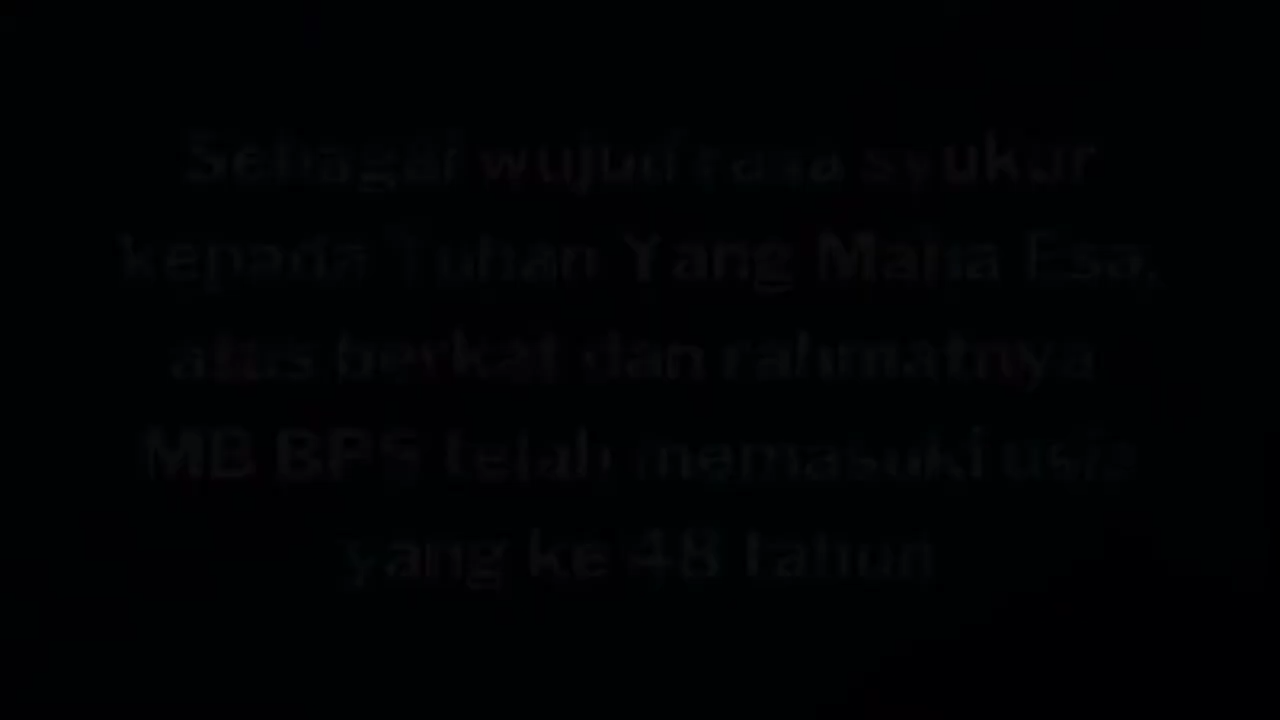 Sebagai wujud rasa syukur
kepada Tuhan Yang Maha Esa,
atas berkat dan rahmatnya
MB BPS telah memasuki usia
yang ke 48 tahun